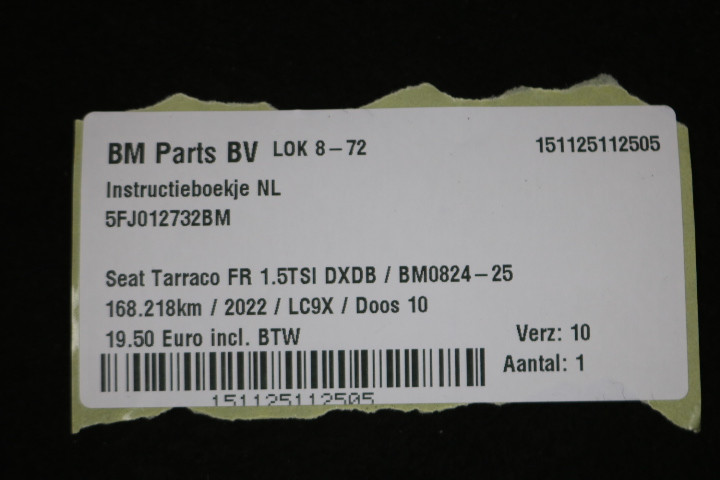 BM Parts BV LOK 8-72 151125112505
Instructieboekje NL
5FJ012732BM
Seat Tarraco FR 1.5TSI DXDB / BM0824-25
168.218km / 2022 / LC9X / Doos 10
19.50 Euro incl. BTW Verz: 10
Aantal: 1
151125112505